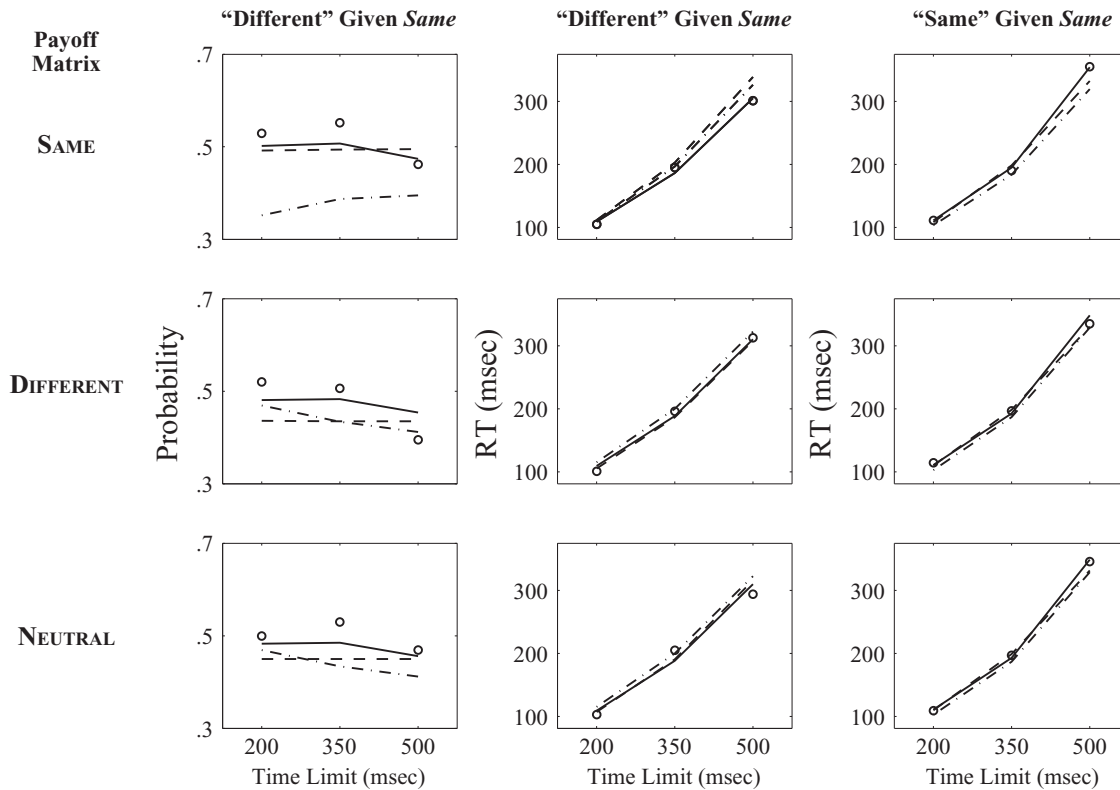 “Different” Given Same
“Different” Given Same
“Same” Given Same
Payoff
Matrix
SAME
.7
.5
.3
300
200
100
300
200
100
DIFFERENT
Probability
.7
.5
.3
RT (msec)
300
200
100
RT (msec)
300
200
100
NEUTRAL
.7
.5
.3
300
200
100
300
200
100
200 350 500
200 350 500
200 350 500
Time Limit (msec)
Time Limit (msec)
Time Limit (msec)